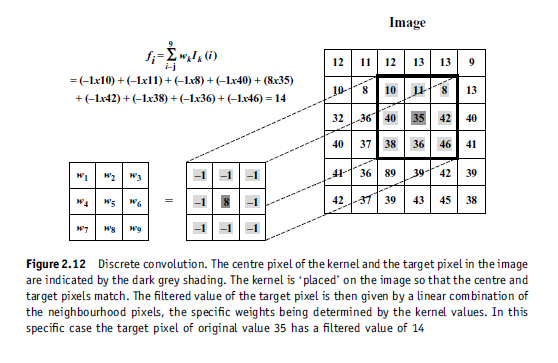 Image
9
f_i = Σ w_k I_k (i)
i–j
= (–1x10) + (–1x11) + (–1x8) + (–1x40) + (8x35)
+ (–1x42) + (–1x38) + (–1x36) + (–1x46) = 14
12 11 12 13 13 9
10 8 10 11 8 13
32 36 40 35 42 40
40 37 38 36 46 41
41 36 89 39 42 39
42 37 39 43 45 38
w1 w2 w3
w4 w5 w6
w7 w8 w9
=
–1 –1 –1
–1 8 –1
–1 –1 –1
Figure 2.12 Discrete convolution. The centre pixel of the kernel and the target pixel in the image
are indicated by the dark grey shading. The kernel is ‘placed’ on the image so that the centre and
target pixels match. The filtered value of the target pixel is then given by a linear combination of
the neighbourhood pixels, the specific weights being determined by the kernel values. In this
specific case the target pixel of original value 35 has a filtered value of 14